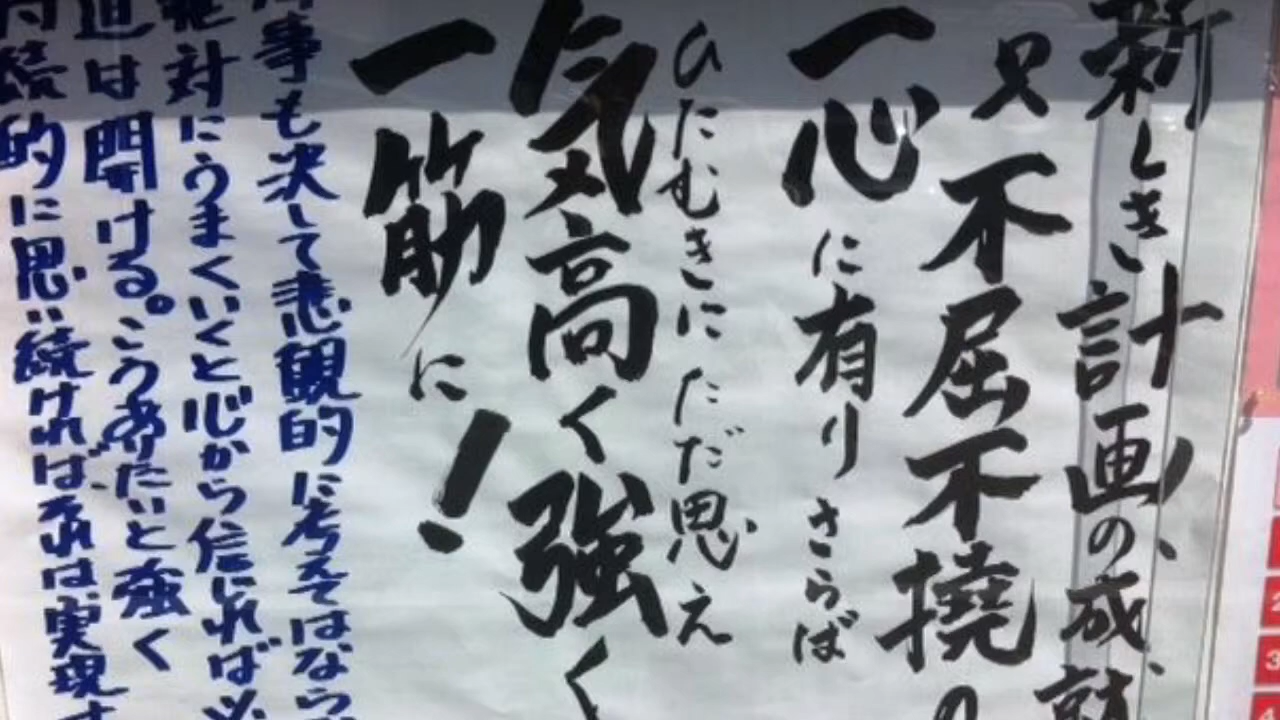 新しき計画の成就
只不屈不撓の
一心に有りさらば
ひたむきにただ思え
気高く強く
一筋に!
何事も決して悲観的に考えてはなら
絶対にうまくいくと心から信じれば必
道は開ける。こうありたいと強く
持続的に思い続ければそれは実現す
2
3
4